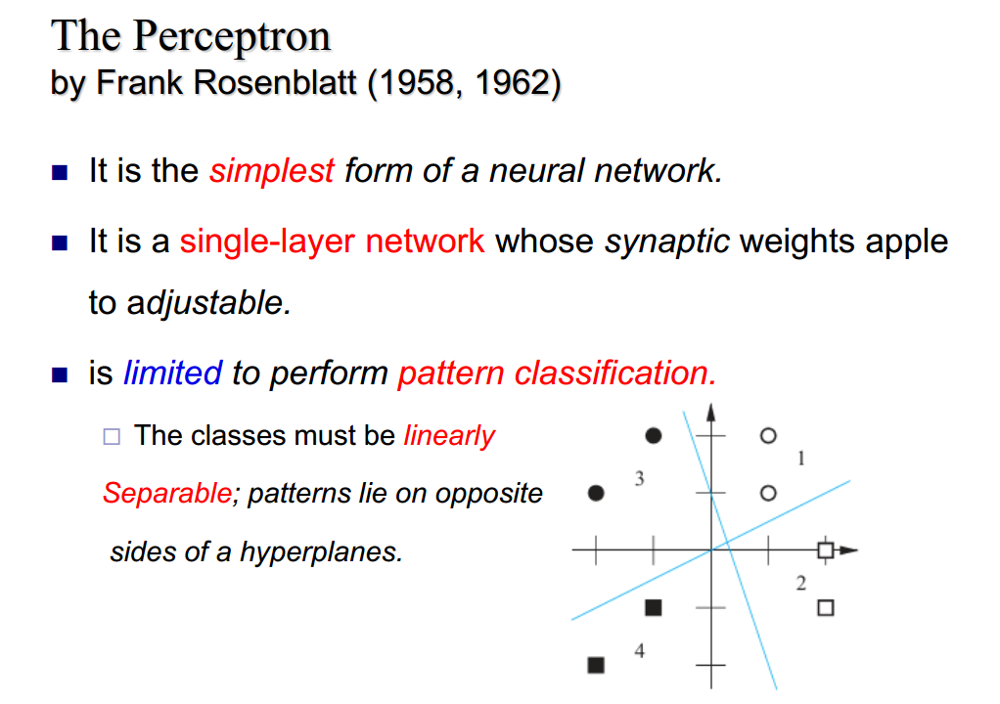 The Perceptron
by Frank Rosenblatt (1958, 1962)
It is the simplest form of a neural network.
It is a single-layer network whose synaptic weights apple
to adjustable.
is limited to perform pattern classification.
The classes must be linearly
Separable; patterns lie on opposite
sides of a hyperplanes.
1
3
2
4